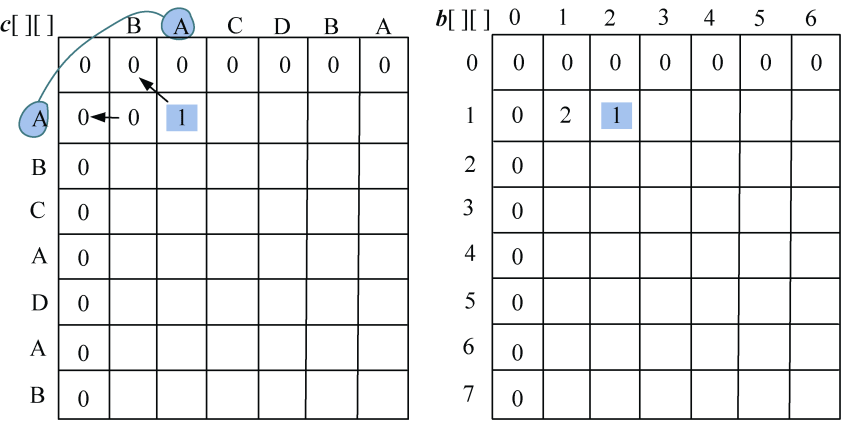 c[ ][ ] B A C D B A
0 0 0 0 0 0 0
A 0 0 1
B 0
C 0
A 0
D 0
A 0
B 0
b[ ][ ] 0 1 2 3 4 5 6
0 0 0 0 0 0 0 0
1 0 2 1
2 0
3 0
4 0
5 0
6 0
7 0